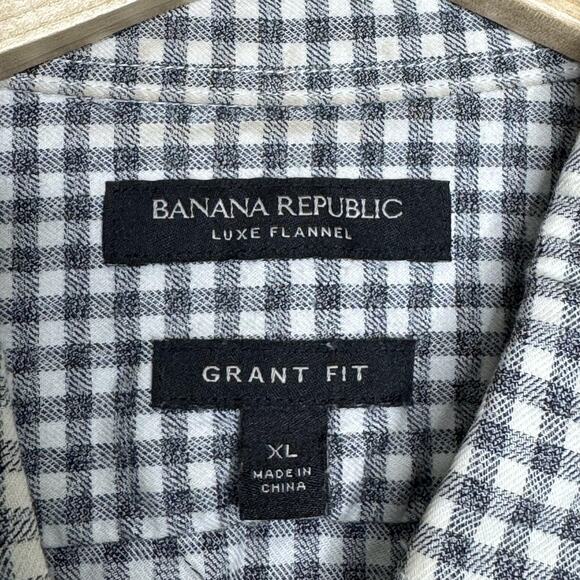 BANANA REPUBLIC
LUXE FLANNEL
GRANT FIT
XL
MADE IN
CHINA